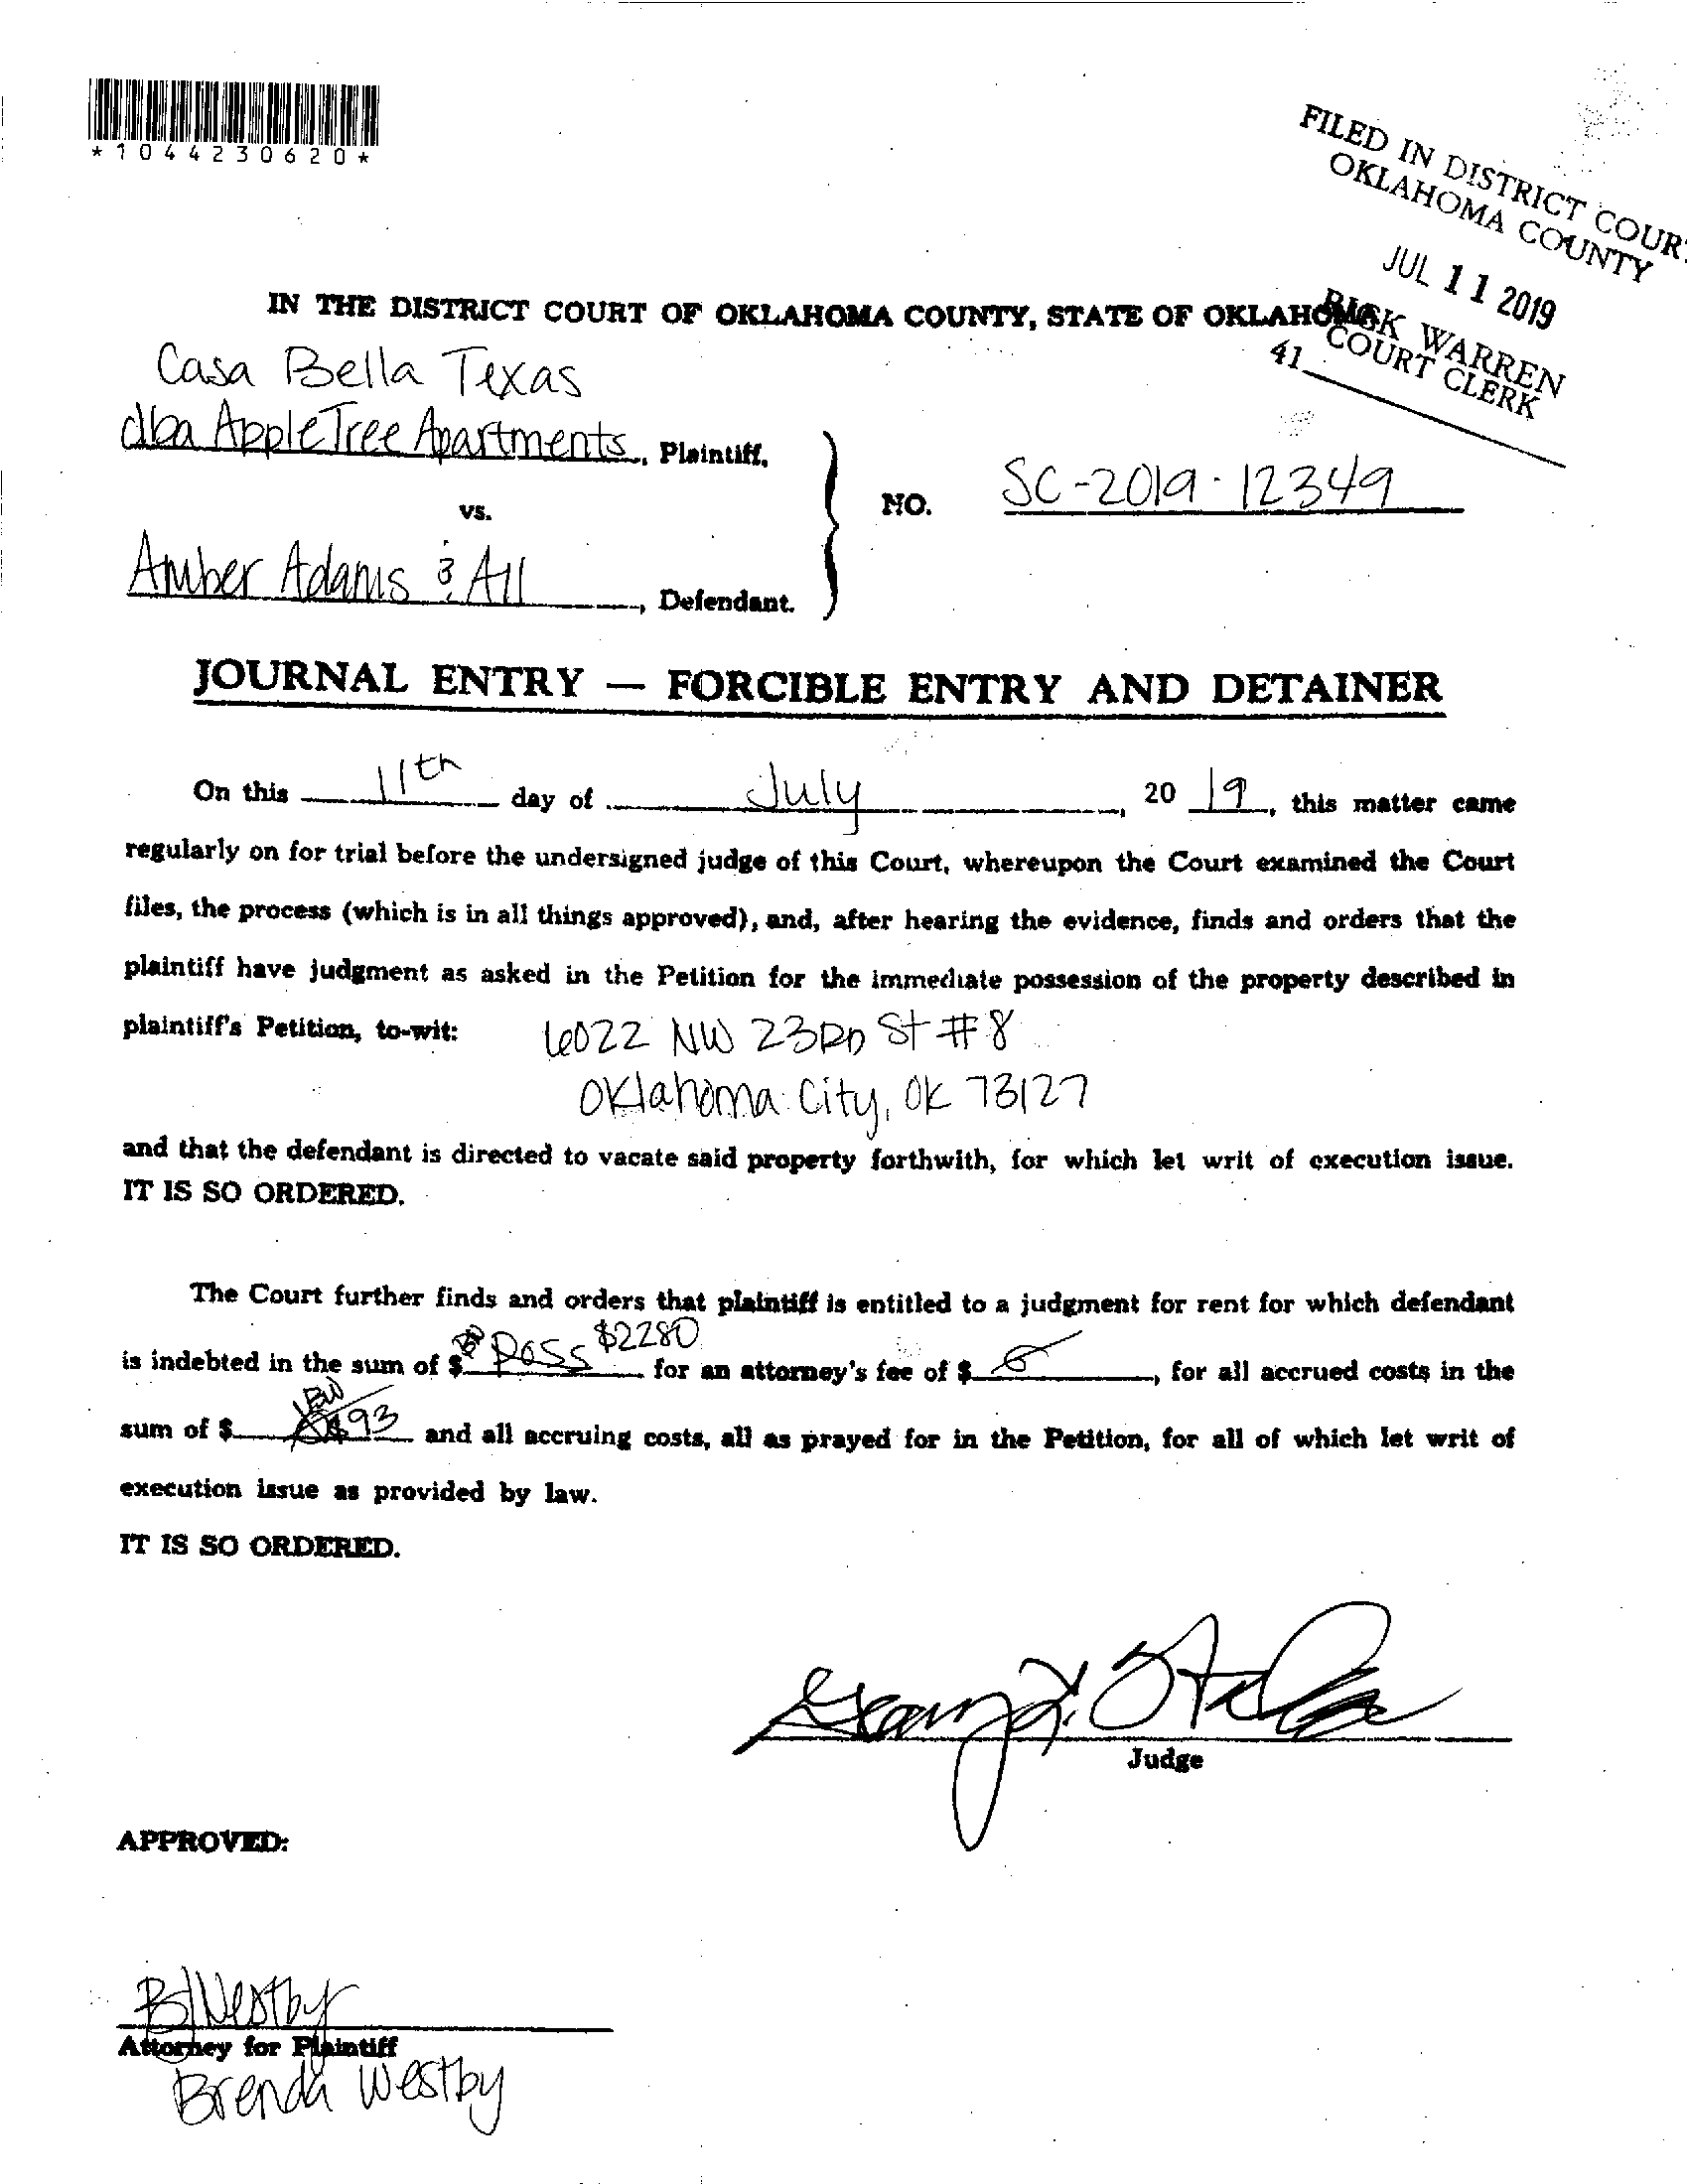 *1044230620*
FILED IN DISTRICT COUR
OKLAHOMA COUNTY
JUL 11 2019
RICK WARREN
COURT CLERK
41
IN THE DISTRICT COURT OF OKLAHOMA COUNTY, STATE OF OKLAHOMA
Casa Bella Texas
dba AppleTree Apartments, Plaintiff,
vs.
NO. SC-2019-12349
Amber Adams & All, Defendant.
JOURNAL ENTRY — FORCIBLE ENTRY AND DETAINER
On this 11th day of July, 20 19, this matter came
regularly on for trial before the undersigned judge of this Court, whereupon the Court examined the Court
files, the process (which is in all things approved), and, after hearing the evidence, finds and orders that the
plaintiff have judgment as asked in the Petition for the immediate possession of the property described in
plaintiff's Petition, to-wit: 6022 NW 23RD St #8
Oklahoma City, OK 73127
and that the defendant is directed to vacate said property forthwith, for which let writ of execution issue.
IT IS SO ORDERED.
The Court further finds and orders that plaintiff is entitled to a judgment for rent for which defendant
is indebted in the sum of $ Poss $2280 for an attorney's fee of $, for all accrued costs in the
sum of $ 93 and all accruing costs, all as prayed for in the Petition, for all of which let writ of
execution issue as provided by law.
IT IS SO ORDERED.
Judge
APPROVED:
B Westby
Attorney for Plaintiff
Brenda Westby